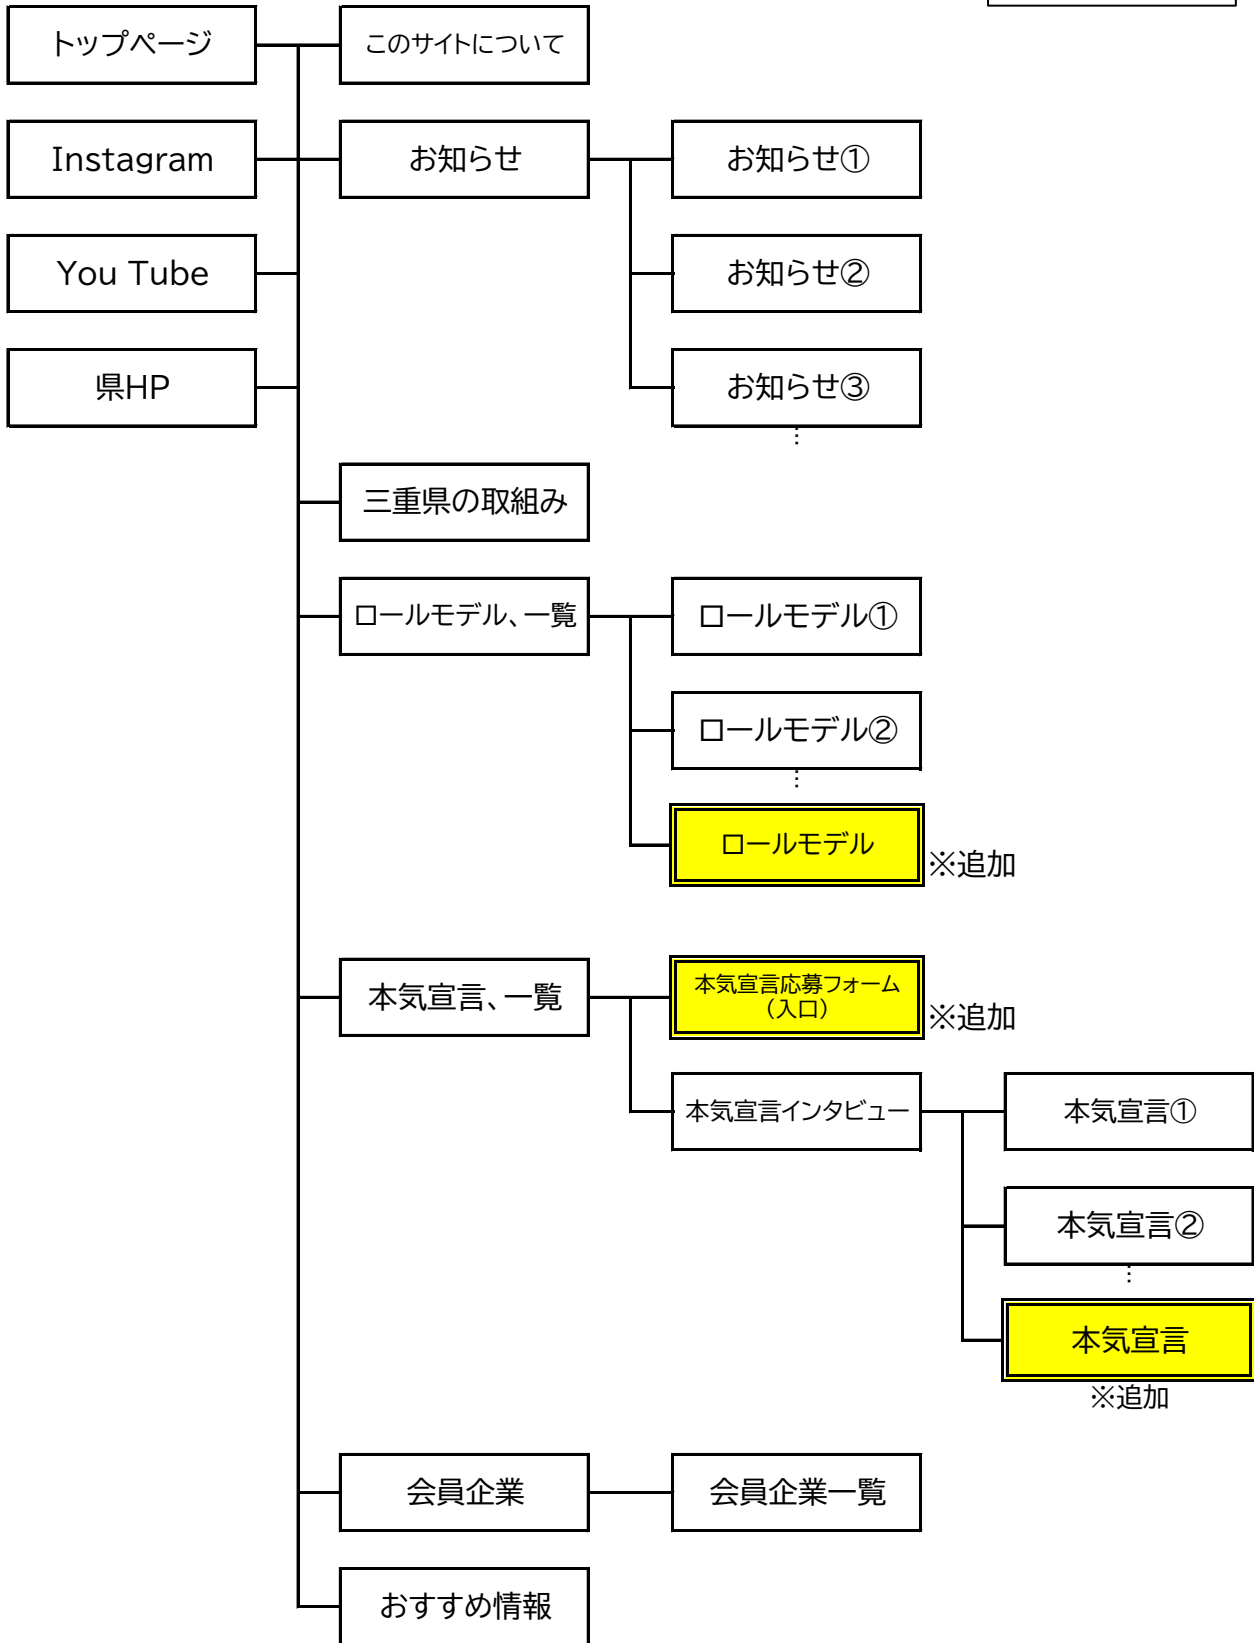 トップページ
このサイトについて
Instagram
お知らせ
お知らせ①
You Tube
お知らせ②
県HP
お知らせ③
⋮
三重県の取組み
ロールモデル、一覧
ロールモデル①
ロールモデル②
⋮
ロールモデル
※追加
本気宣言、一覧
本気宣言応募フォーム
（入口）
※追加
本気宣言インタビュー
本気宣言①
本気宣言②
⋮
本気宣言
※追加
会員企業
会員企業一覧
おすすめ情報